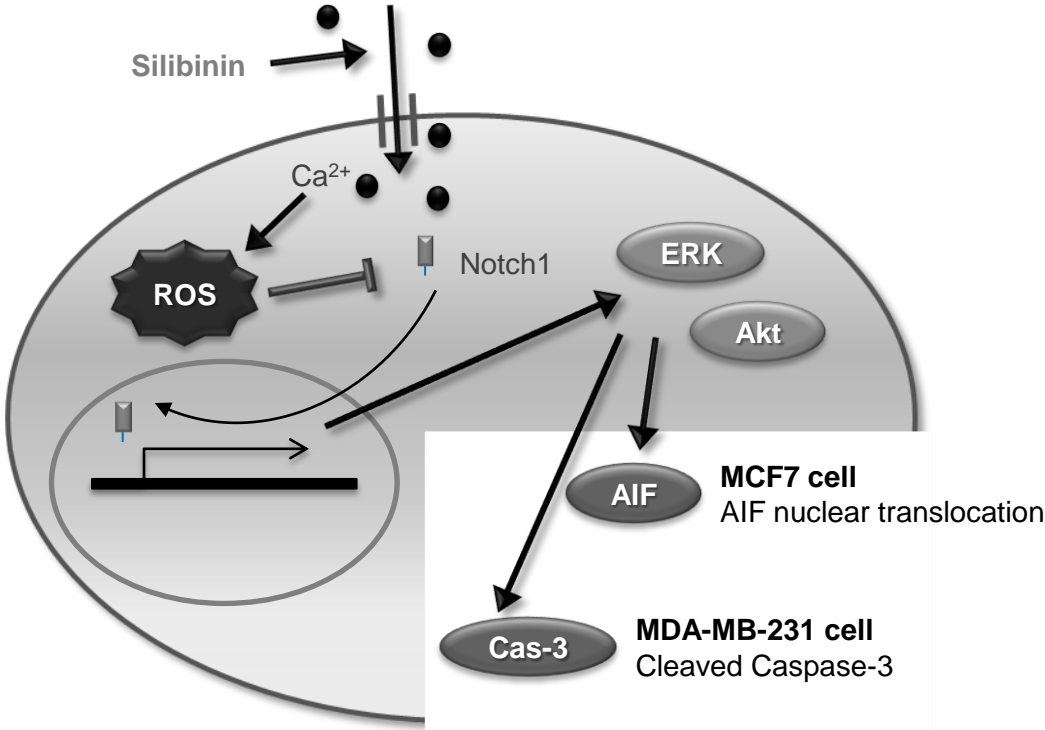 Silibinin
Ca²⁺
ROS
Notch1
ERK
Akt
AIF
MCF7 cell
AIF nuclear translocation
Cas-3
MDA-MB-231 cell
Cleaved Caspase-3